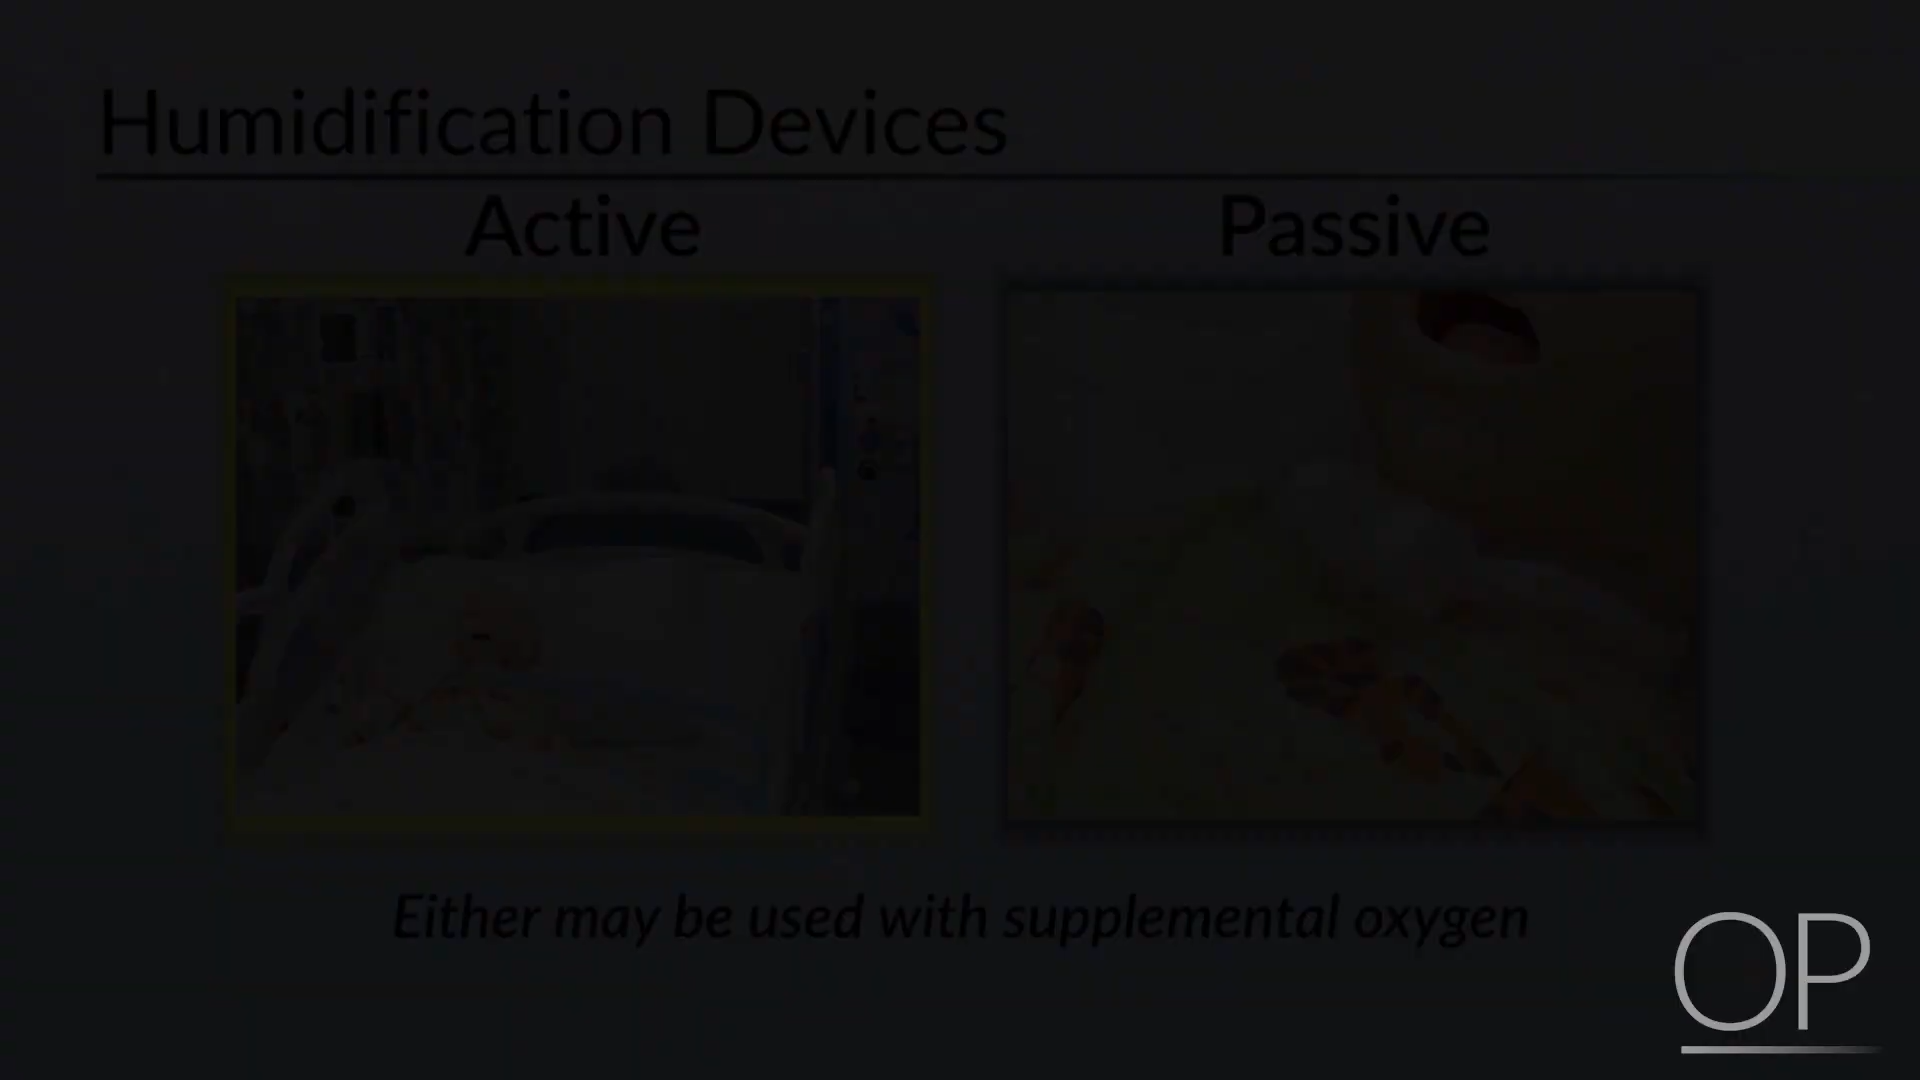 Humidification Devices
Active
Passive
Either may be used with supplemental oxygen
OP